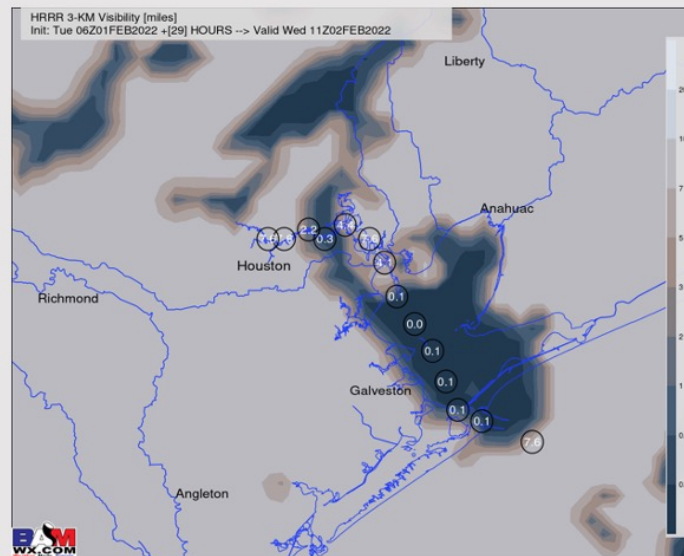 HRRR 3-KM Visibility [miles]
Init: Tue 06Z01FEB2022 +[29] HOURS --> Valid Wed 11Z02FEB2022
Liberty
Anahuac
2.2
0.3
Houston
Richmond
0.1
0.0
0.1
0.1
Galveston
0.1
0.1
7.6
Angleton
BAM
WX.COM